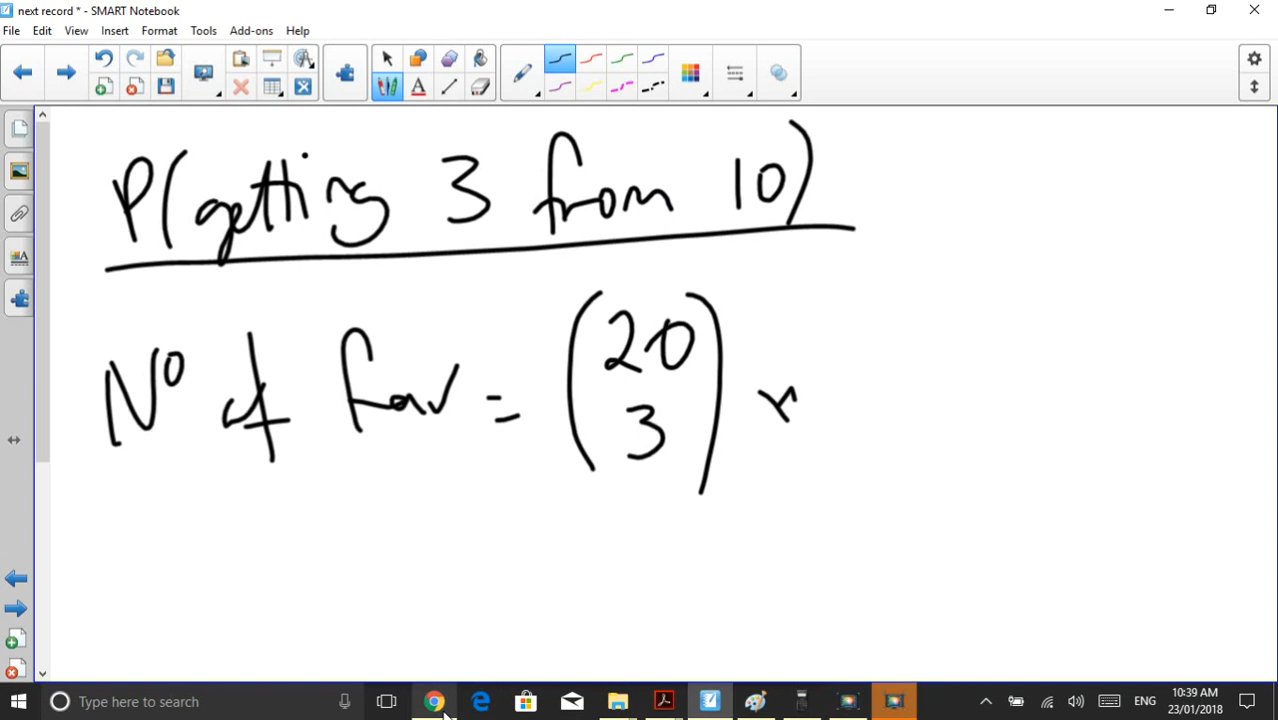 next record * - SMART Notebook
File Edit View Insert Format Tools Add-ons Help
P(getting 3 from 10)
Nº of fav = (20
3) x
Type here to search
ENG
10:39 AM
23/01/2018